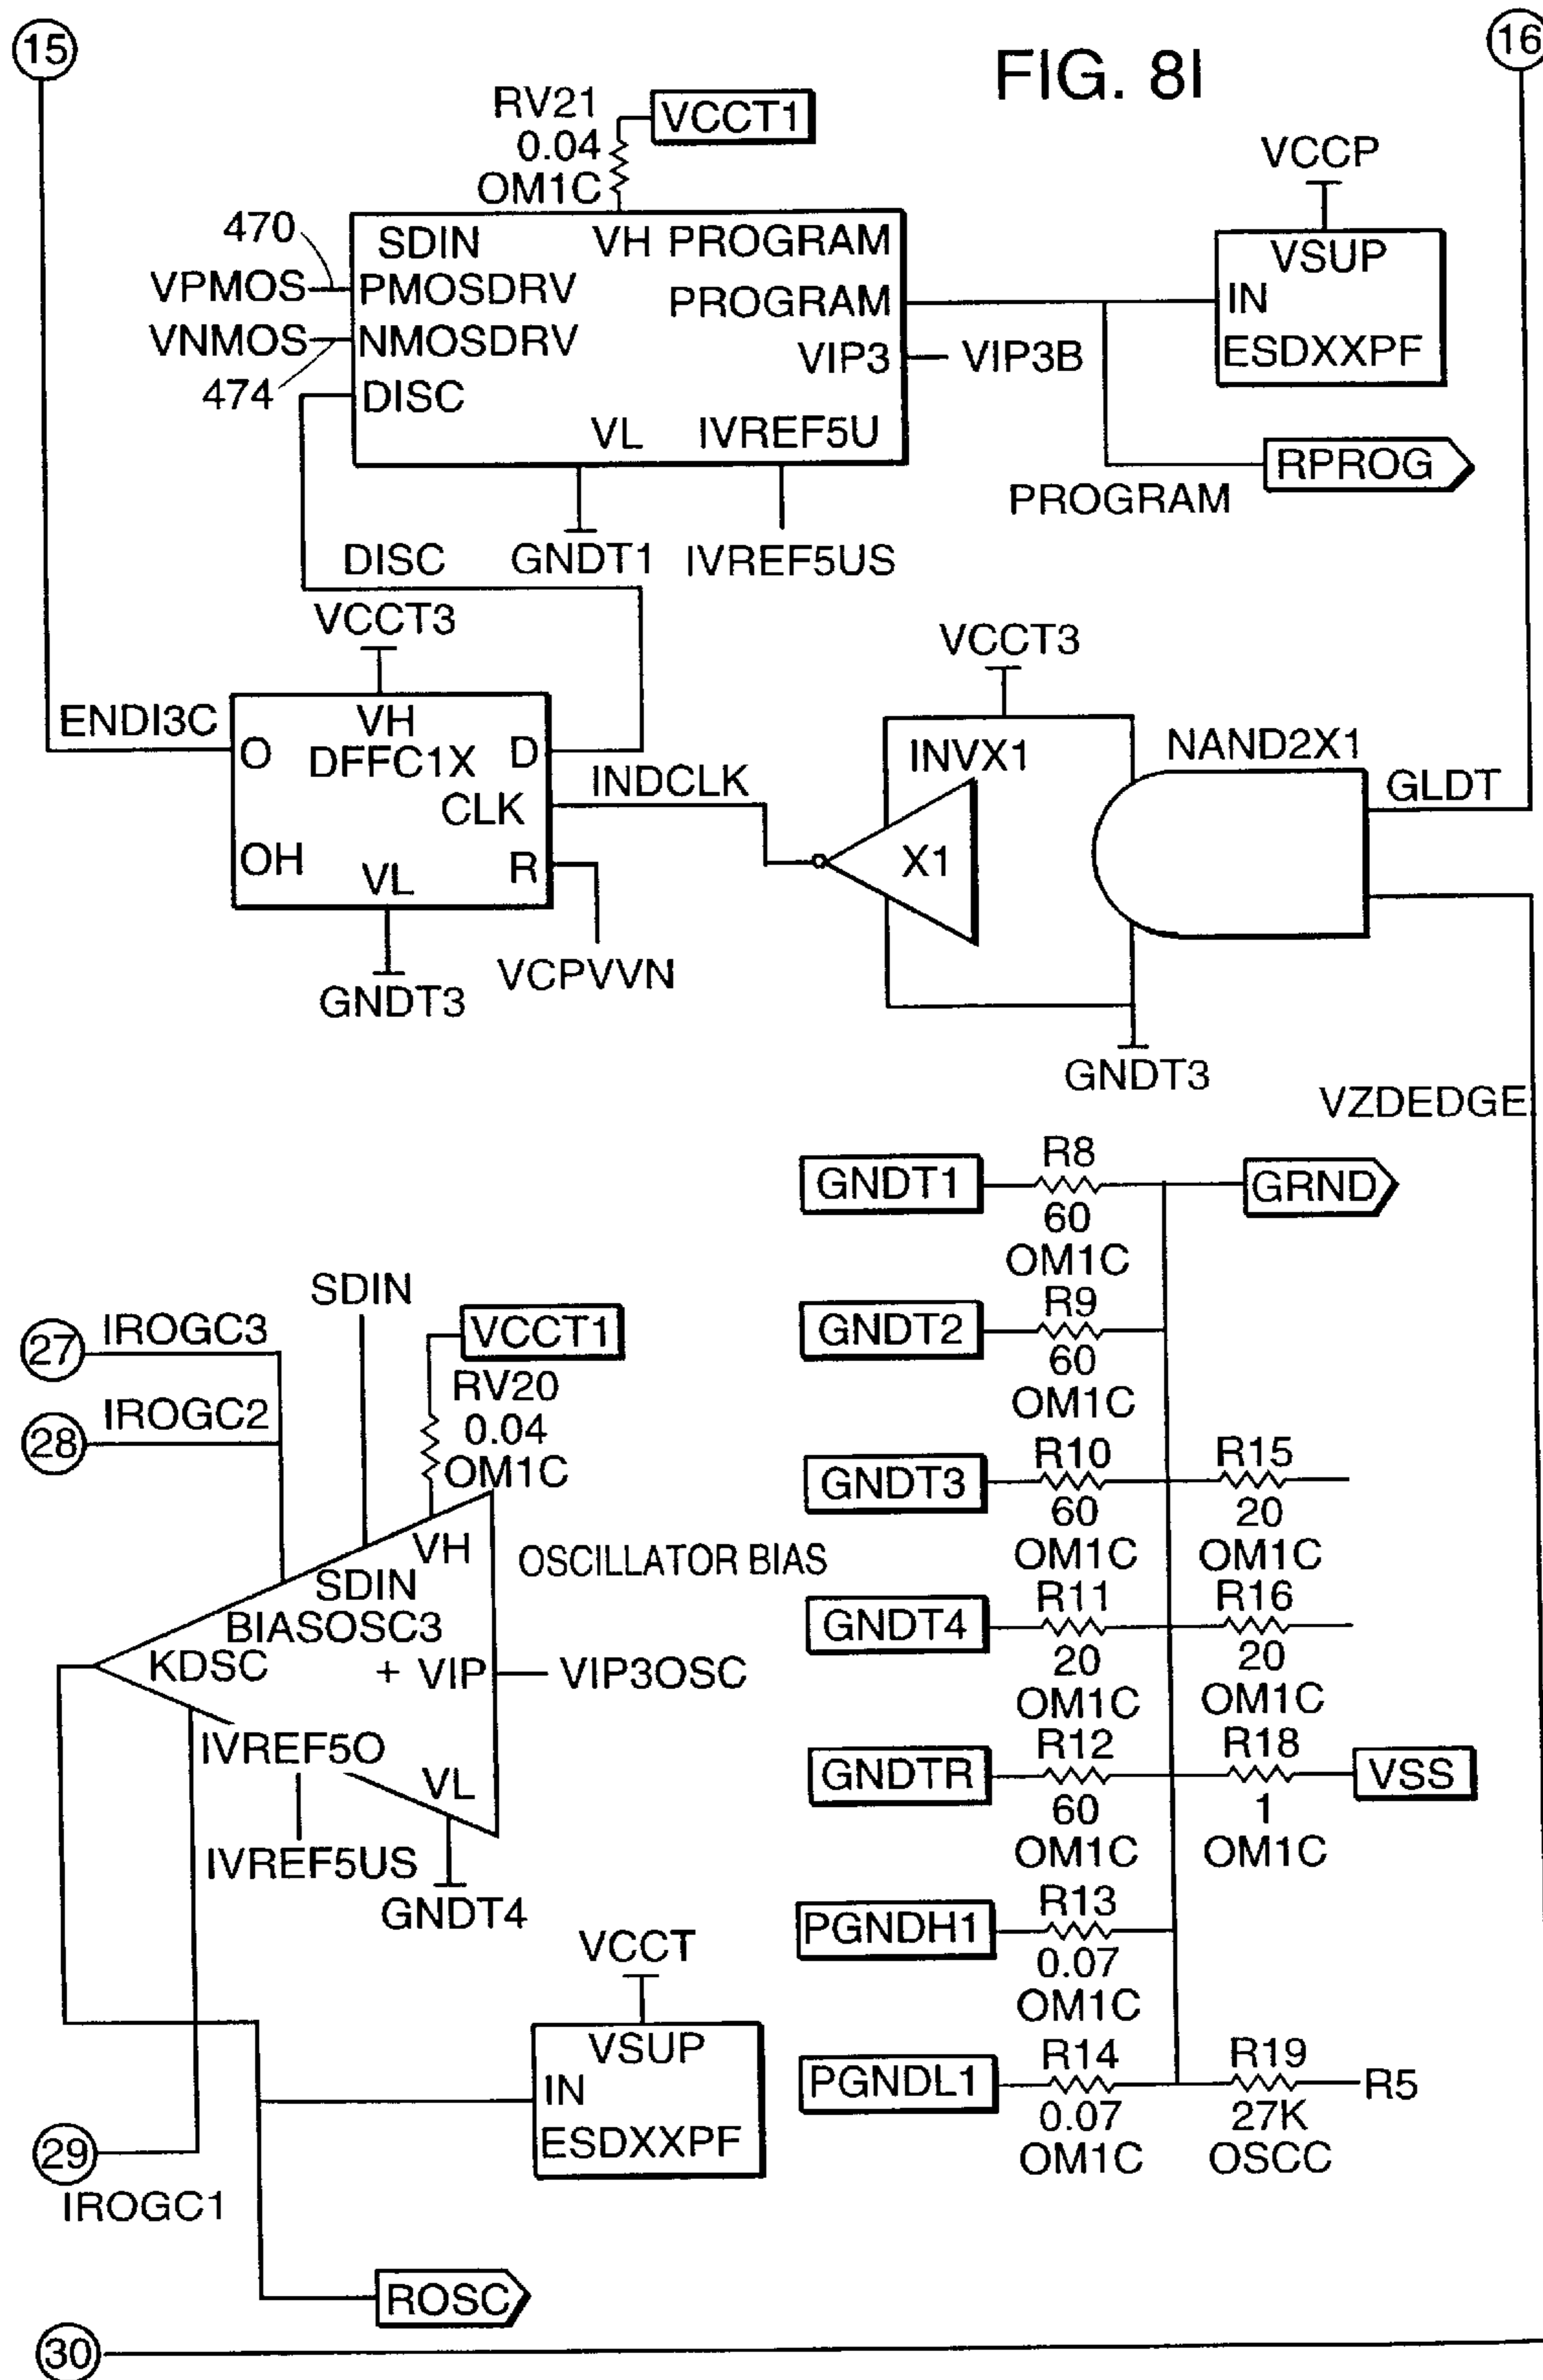 15
FIG. 8I
16
RV21
0.04
OM1C
VCCT1
VCCP
470
VPMOS
VNMOS
474
SDIN
PMOSDRV
NMOSDRV
DISC
VH PROGRAM
PROGRAM
VIP3
VIP3B
VL
IVREF5U
VSUP
IN
ESDXXPF
RPROG
PROGRAM
DISC
GNDT1
IVREF5US
VCCT3
ENDI3C
VH
DFFC1X
O
D
CLK
OH
VL
R
INDCLK
GNDT3
VCPVVN
VCCT3
INVX1
X1
NAND2X1
GLDT
GNDT3
VZDEDGE
GNDT1
R8
60
OM1C
GRND
GNDT2
R9
60
OM1C
GNDT3
R10
60
OM1C
R15
20
OM1C
GNDT4
R11
20
OM1C
R16
20
OM1C
GNDTR
R12
60
OM1C
R18
1
OM1C
VSS
PGNDH1
R13
0.07
OM1C
PGNDL1
R14
0.07
OM1C
R19
27K
OSCC
R5
SDIN
27
IROGC3
28
IROGC2
VCCT1
RV20
0.04
OM1C
VH
OSCILLATOR BIAS
SDIN
BIASOSC3
KDSC
+ VIP
VIP3OSC
IVREF5O
VL
IVREF5US
GNDT4
VCCT
VSUP
IN
ESDXXPF
29
IROGC1
ROSC
30